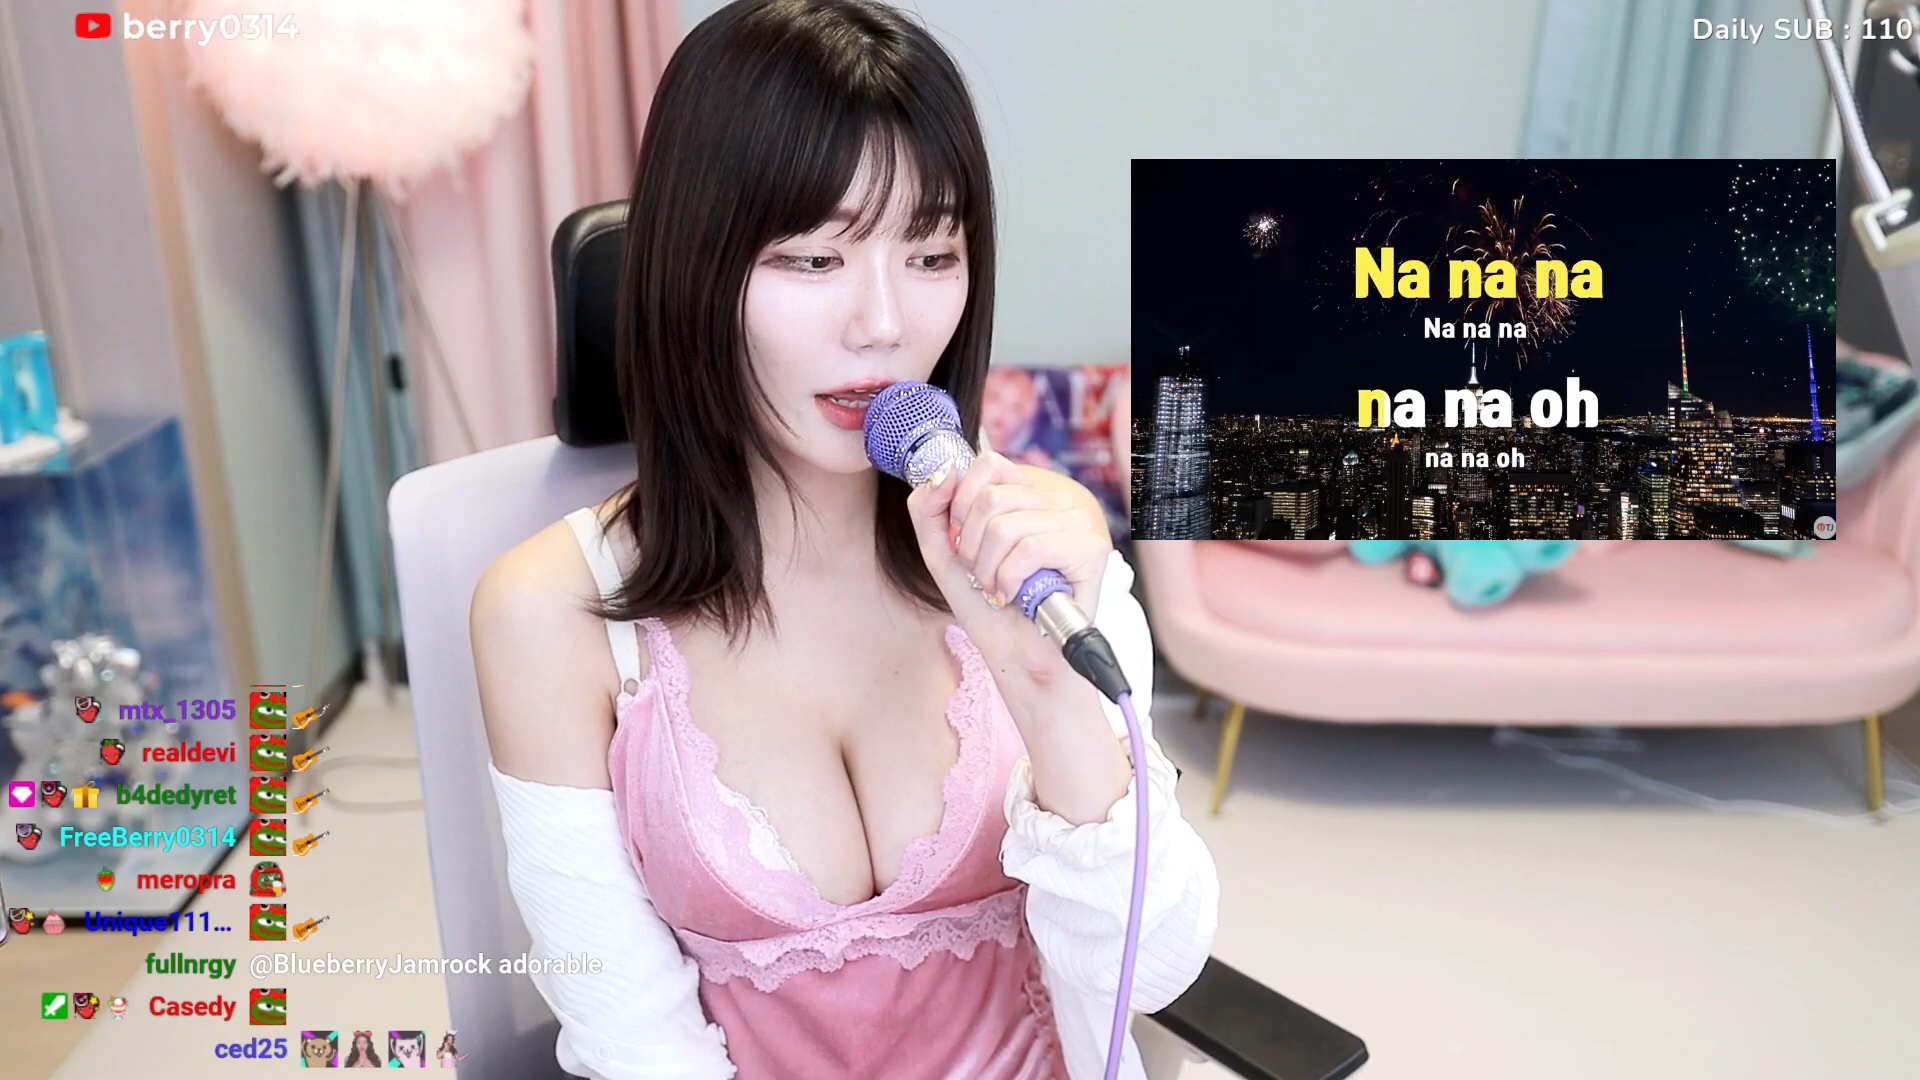 berry0314
Daily SUB : 110
Na na na
Na na na
na na oh
na na oh
TJ
mtx_1305
realdevi
b4dedyret
FreeBerry0314
meropra
Unique111...
fullnrgy @BlueberryJamrock adorable
Casedy
ced25